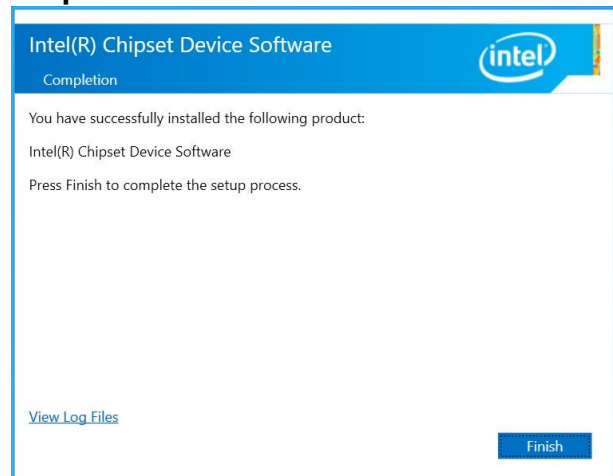 Intel(R) Chipset Device Software
Completion
intel
You have successfully installed the following product:
Intel(R) Chipset Device Software
Press Finish to complete the setup process.
View Log Files
Finish